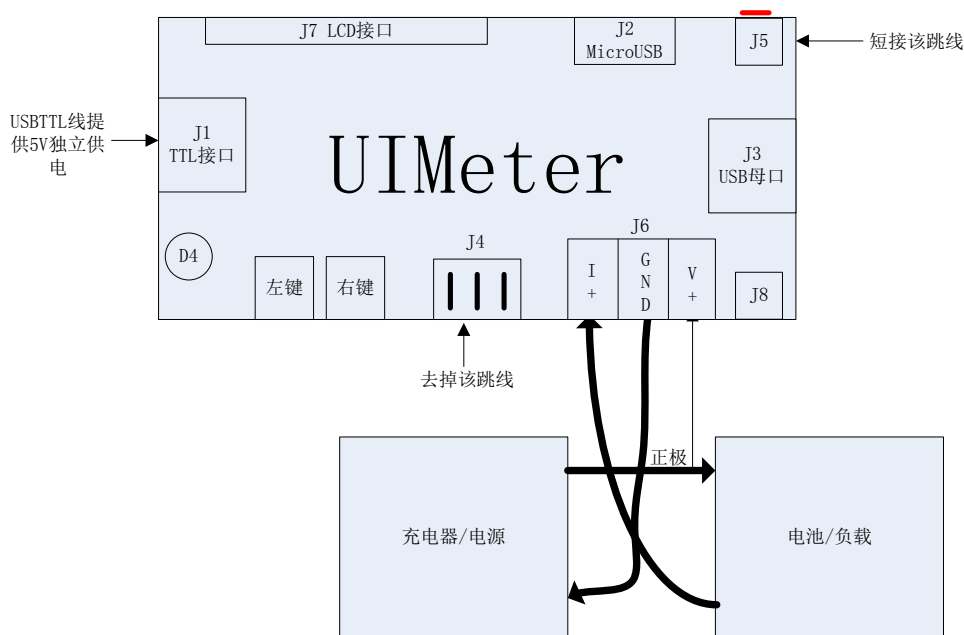 J7 LCD接口
J2
MicroUSB
J5
短接该跳线
USBTTL线提
供5V独立供
电
J1
TTL接口
UIMeter
J3
USB母口
D4
左键
右键
J4
J6
I+
GND
V+
J8
去掉该跳线
正极
充电器/电源
电池/负载